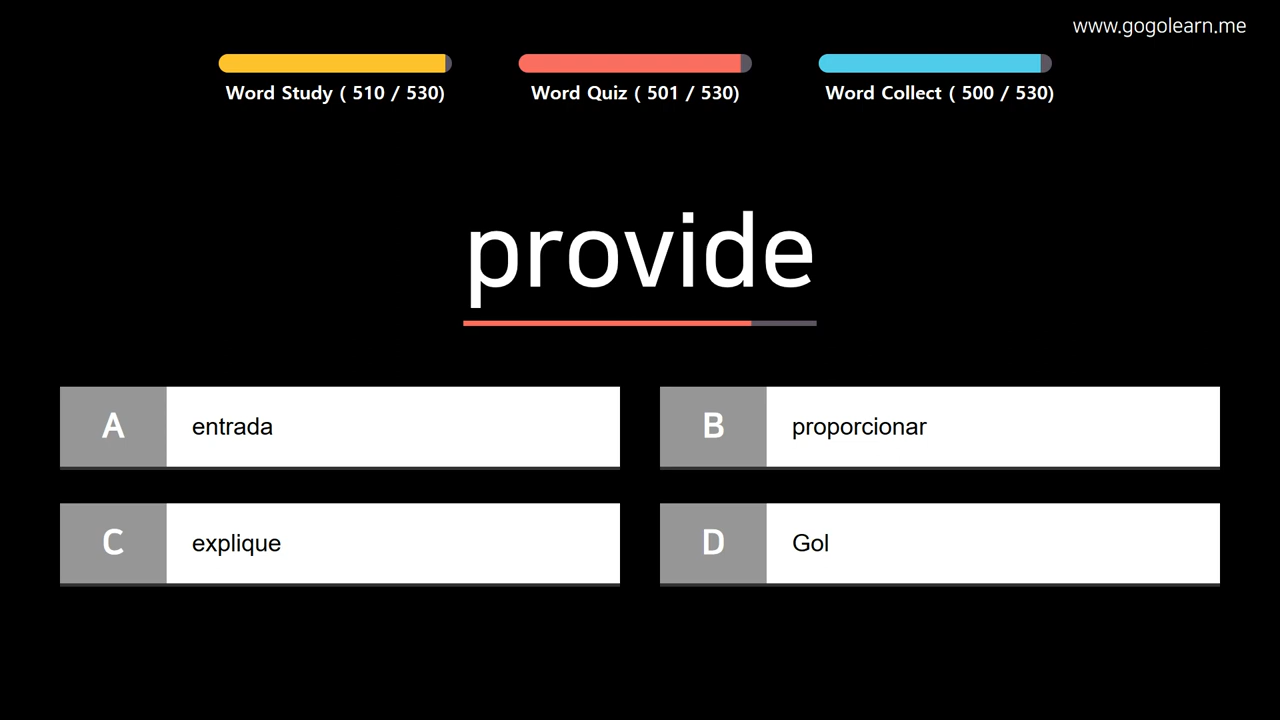 www.gogolearn.me
Word Study ( 510 / 530)
Word Quiz ( 501 / 530)
Word Collect ( 500 / 530)
provide
A entrada
B proporcionar
C explique
D Gol